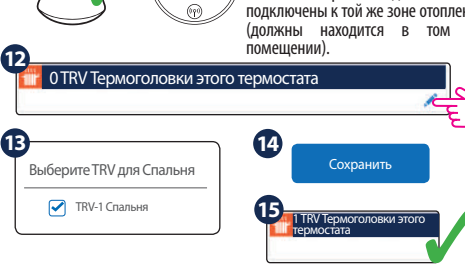 подключены к той же зоне отопле
(должны находится в том
помещении).
12
0 TRV Термоголовки этого термостата
13
Выберите TRV для Спальня
TRV-1 Спальня
14
Сохранить
15
1 TRV Термоголовки этого
термостата